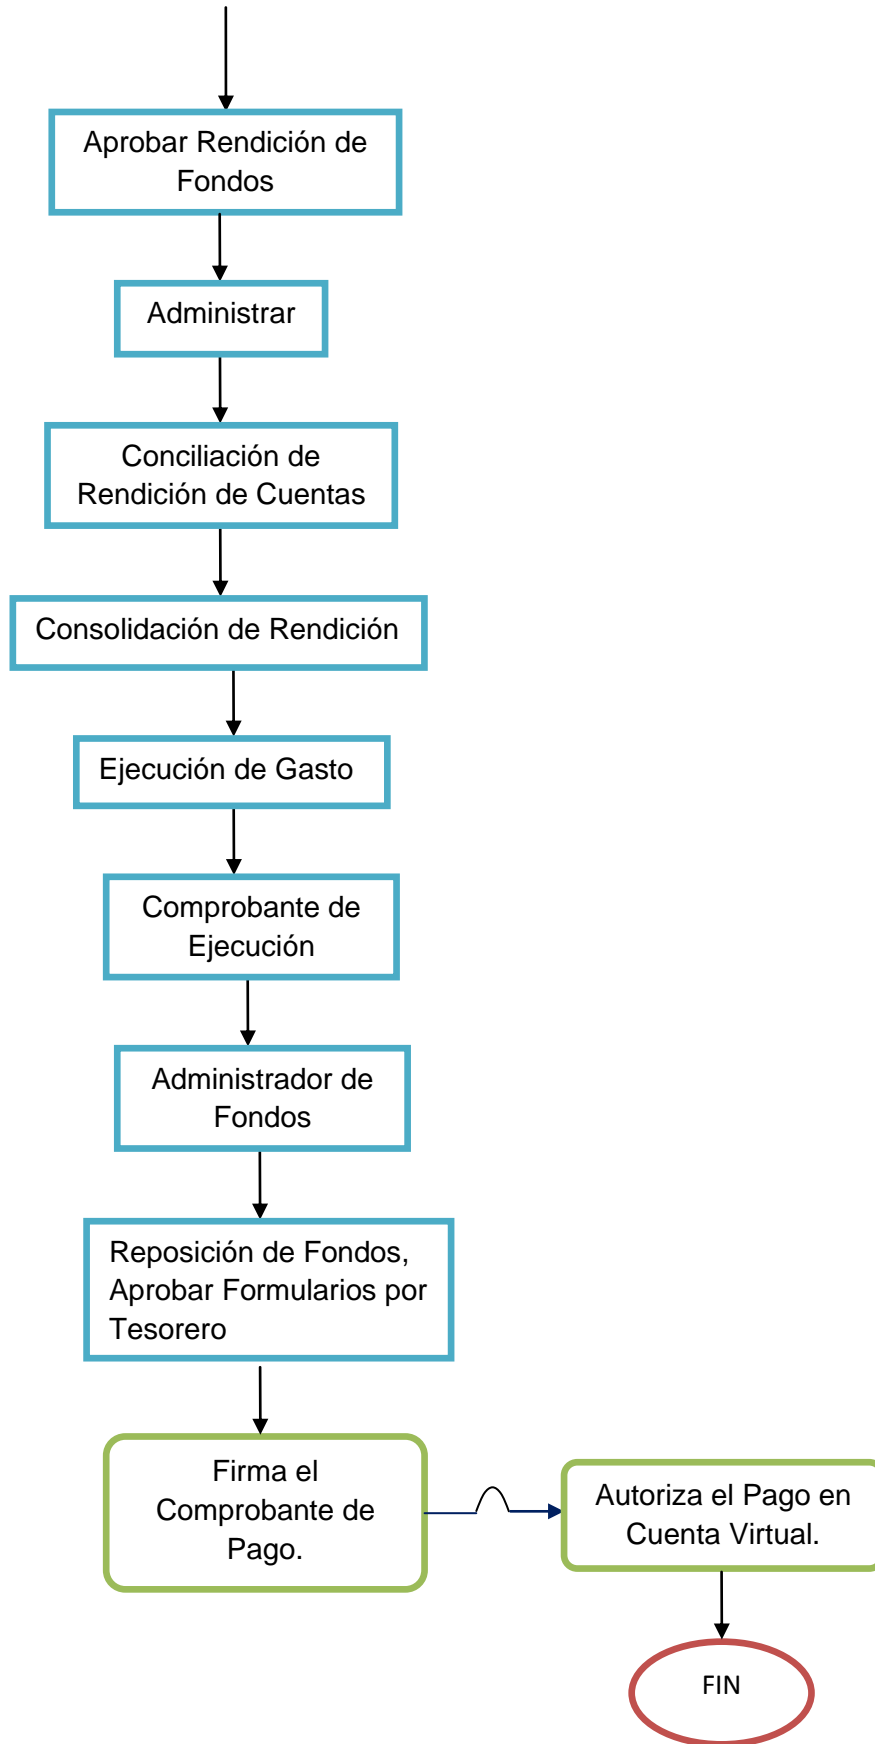 Aprobar Rendición de
Fondos
Administrar
Conciliación de
Rendición de Cuentas
Consolidación de Rendición
Ejecución de Gasto
Comprobante de
Ejecución
Administrador de
Fondos
Reposición de Fondos,
Aprobar Formularios por
Tesorero
Firma el
Comprobante de
Pago.
Autoriza el Pago en
Cuenta Virtual.
FIN